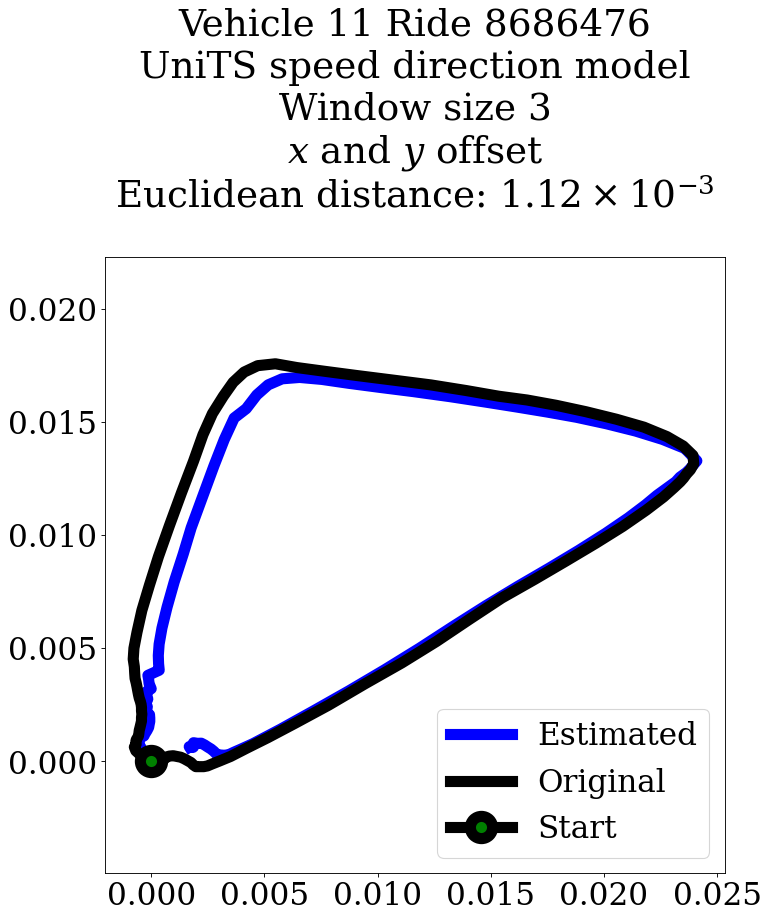 Vehicle 11 Ride 8686476
UniTS speed direction model
Window size 3
x and y offset
Euclidean distance: 1.12 × 10⁻³
0.020
0.015
0.010
0.005
0.000
Estimated
Original
Start
0.000 0.005 0.010 0.015 0.020 0.025